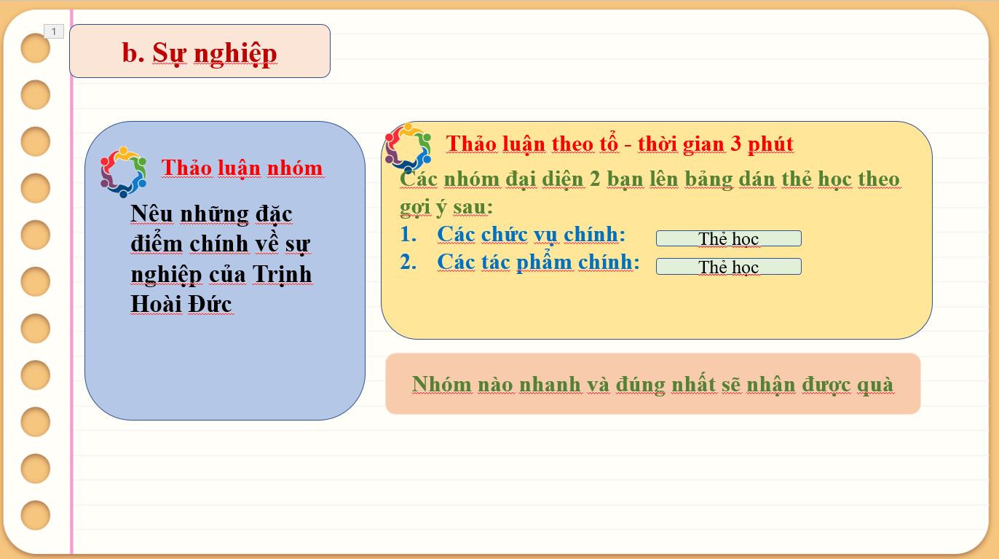 1
b. Sự nghiệp
Thảo luận nhóm
Nêu những đặc
điểm chính về sự
nghiệp của Trịnh
Hoài Đức
Thảo luận theo tổ - thời gian 3 phút
Các nhóm đại diện 2 bạn lên bảng dán thẻ học theo
gợi ý sau:
1. Các chức vụ chính:
Thẻ học
2. Các tác phẩm chính:
Thẻ học
Nhóm nào nhanh và đúng nhất sẽ nhận được quà